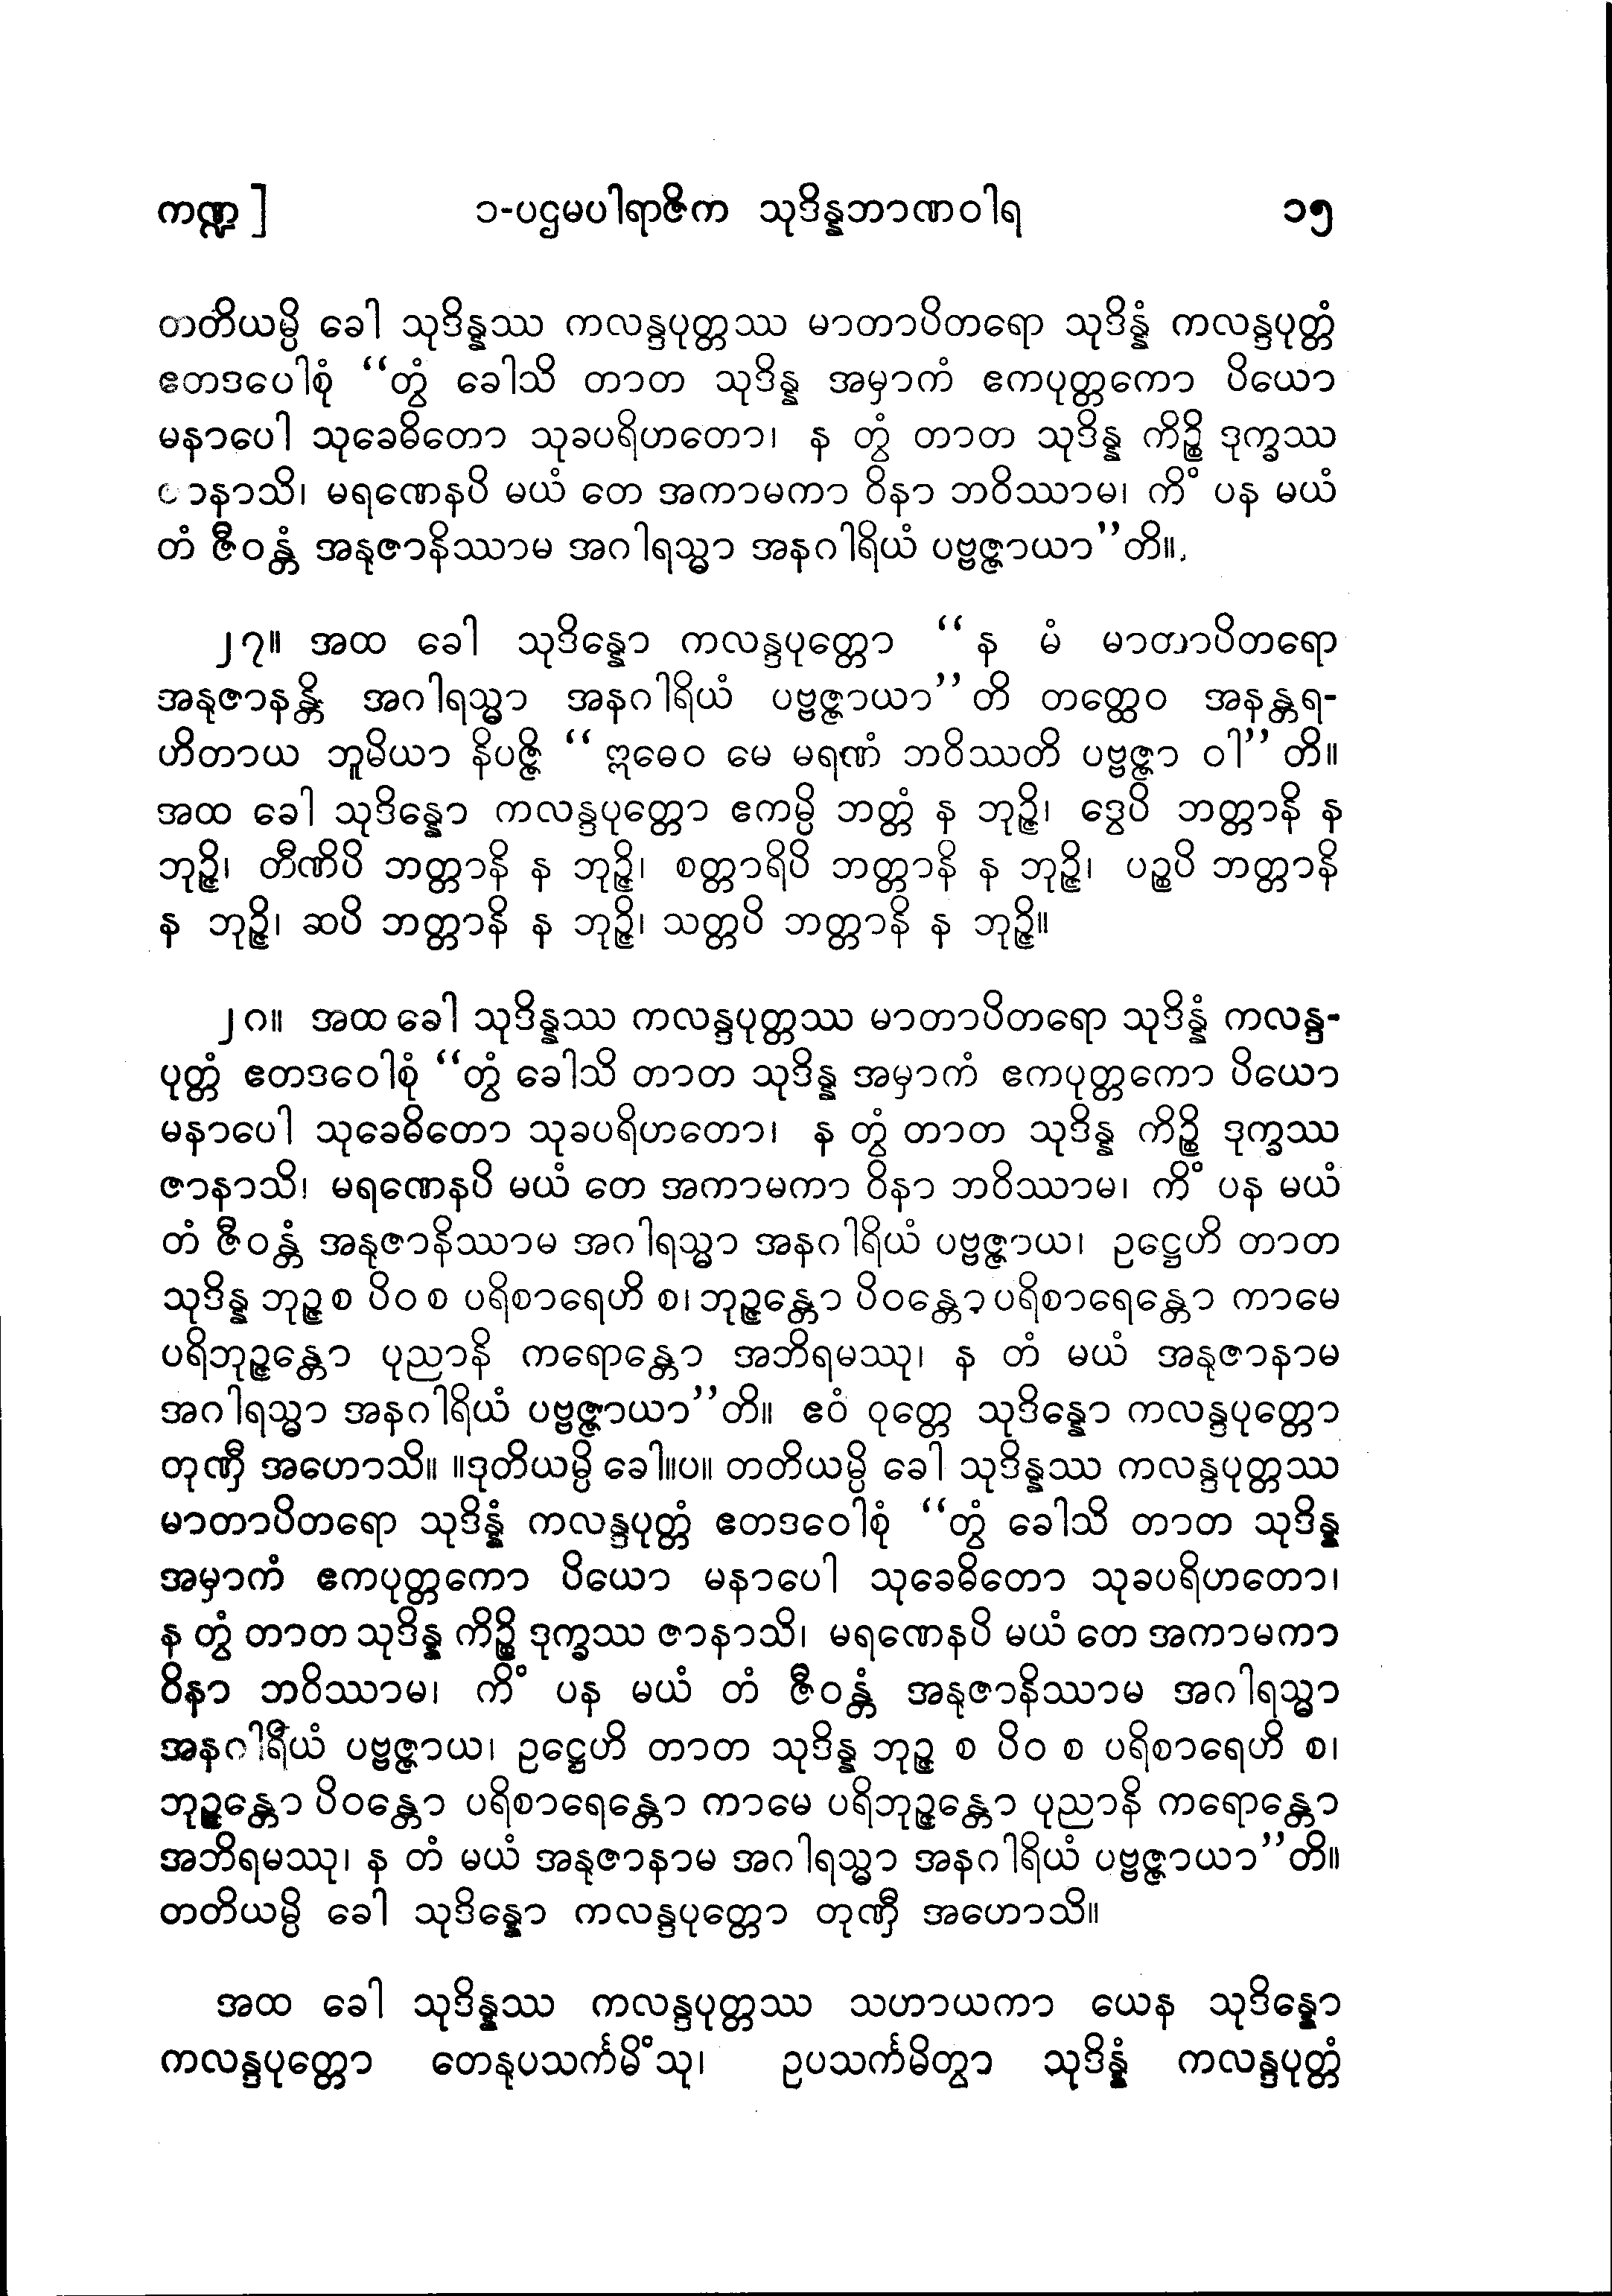 ကဏ္ဍ ] ၁-ပဌမပါရာဇိက သုဒိန္နဘာဏဝါရ ၁၅
တတိယမ္ပိ ခေါ သုဒိန္နဿ ကလန္ဒပုတ္တဿ မာတာပိတရော သုဒိန္နံ ကလန္ဒပုတ္တံ
ဧတဒပေါစုံ “တွံ ခေါသိ တာတ သုဒိန္န အမှာကံ ဧကပုတ္တကော ပိယော
မနာပေါ သုခေဓိတော သုခပရိဟတော၊ န တွံ တာတ သုဒိန္န ကိဉ္စိ ဒုက္ခဿ
ဇာနာသိ၊ မရဏေနပိ မယံ တေ အကာမကာ ဝိနာ ဘဝိဿာမ၊ ကိံ ပန မယံ
တံ ဇီဝန္တံ အနုဇာနိဿာမ အဂါရသ္မာ အနဂါရိယံ ပဗ္ဗဇ္ဇာယာ”တိ။
၂၇။ အထ ခေါ သုဒိန္နော ကလန္ဒပုတ္တော “န မံ မာတာပိတရော
အနုဇာနန္တိ အဂါရသ္မာ အနဂါရိယံ ပဗ္ဗဇ္ဇာယာ”တိ တတ္ထေဝ အနန္တရ-
ဟိတာယ ဘူမိယာ နိပဇ္ဇိ “ဣဓေဝ မေ မရဏံ ဘဝိဿတိ ပဗ္ဗဇ္ဇာ ဝါ”တိ။
အထ ခေါ သုဒိန္နော ကလန္ဒပုတ္တော ဧကမ္ပိ ဘတ္တံ န ဘုဉ္ဇိ၊ ဒွေပိ ဘတ္တာနိ န
ဘုဉ္ဇိ၊ တီဏိပိ ဘတ္တာနိ န ဘုဉ္ဇိ၊ စတ္တာရိပိ ဘတ္တာနိ န ဘုဉ္ဇိ၊ ပဉ္စပိ ဘတ္တာနိ
န ဘုဉ္ဇိ၊ ဆပိ ဘတ္တာနိ န ဘုဉ္ဇိ၊ သတ္တပိ ဘတ္တာနိ န ဘုဉ္ဇိ။
၂၈။ အထ ခေါ သုဒိန္နဿ ကလန္ဒပုတ္တဿ မာတာပိတရော သုဒိန္နံ ကလန္ဒ-
ပုတ္တံ ဧတဒဝေါစုံ “တွံ ခေါသိ တာတ သုဒိန္န အမှာကံ ဧကပုတ္တကော ပိယော
မနာပေါ သုခေဓိတော သုခပရိဟတော၊ န တွံ တာတ သုဒိန္န ကိဉ္စိ ဒုက္ခဿ
ဇာနာသိ၊ မရဏေနပိ မယံ တေ အကာမကာ ဝိနာ ဘဝိဿာမ၊ ကိံ ပန မယံ
တံ ဇီဝန္တံ အနုဇာနိဿာမ အဂါရသ္မာ အနဂါရိယံ ပဗ္ဗဇ္ဇာယ၊ ဥဋ္ဌေဟိ တာတ
သုဒိန္န ဘုဉ္ဇ စ ပိဝ စ ပရိစာရေဟိ စ၊ ဘုဉ္ဇန္တော ပိဝန္တော ပရိစာရေန္တော ကာမေ
ပရိဘုဉ္ဇန္တော ပုညာနိ ကရောန္တော အဘိရမဿု၊ န တံ မယံ အနုဇာနာမ
အဂါရသ္မာ အနဂါရိယံ ပဗ္ဗဇ္ဇာယာ”တိ။ ဧဝံ ဝုတ္တေ သုဒိန္နော ကလန္ဒပုတ္တော
တုဏှီ အဟောသိ။ ။ဒုတိယမ္ပိ ခေါ။ပ။ တတိယမ္ပိ ခေါ သုဒိန္နဿ ကလန္ဒပုတ္တဿ
မာတာပိတရော သုဒိန္နံ ကလန္ဒပုတ္တံ ဧတဒဝေါစုံ “တွံ ခေါသိ တာတ သုဒိန္န
အမှာကံ ဧကပုတ္တကော ပိယော မနာပေါ သုခေဓိတော သုခပရိဟတော၊
န တွံ တာတ သုဒိန္န ကိဉ္စိ ဒုက္ခဿ ဇာနာသိ၊ မရဏေနပိ မယံ တေ အကာမကာ
ဝိနာ ဘဝိဿာမ၊ ကိံ ပန မယံ တံ ဇီဝန္တံ အနုဇာနိဿာမ အဂါရသ္မာ
အနဂါရိယံ ပဗ္ဗဇ္ဇာယ၊ ဥဋ္ဌေဟိ တာတ သုဒိန္န ဘုဉ္ဇ စ ပိဝ စ ပရိစာရေဟိ စ၊
ဘုဉ္ဇန္တော ပိဝန္တော ပရိစာရေန္တော ကာမေ ပရိဘုဉ္ဇန္တော ပုညာနိ ကရောန္တော
အဘိရမဿု၊ န တံ မယံ အနုဇာနာမ အဂါရသ္မာ အနဂါရိယံ ပဗ္ဗဇ္ဇာယာ”တိ။
တတိယမ္ပိ ခေါ သုဒိန္နော ကလန္ဒပုတ္တော တုဏှီ အဟောသိ။
အထ ခေါ သုဒိန္နဿ ကလန္ဒပုတ္တဿ သဟာယကာ ယေန သုဒိန္နော
ကလန္ဒပုတ္တော တေနုပသင်္ကမိံသု၊ ဥပသင်္ကမိတွာ သုဒိန္နံ ကလန္ဒပုတ္တံ